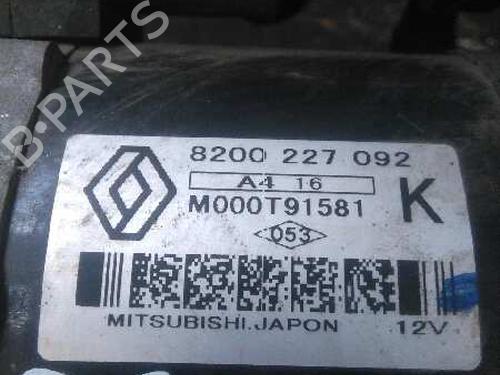 8200 227 092
A4 16
M000T91581 K
053
MITSUBISHI.JAPON 12V
B-PARTS